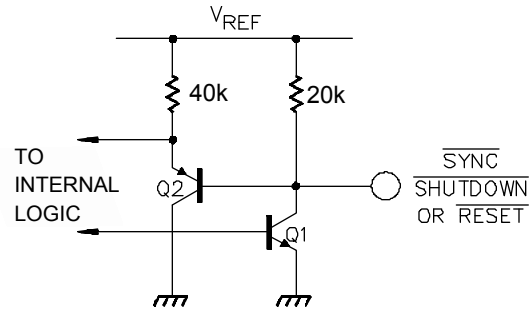 VREF
40k
20k
TO
INTERNAL
LOGIC
Q2
Q1
SYNC
SHUTDOWN
OR RESET